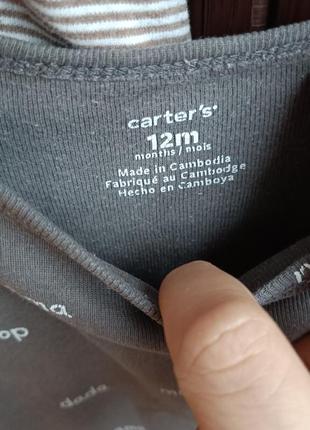 carter's
12m
months / mois
Made in Cambodia
Fabriqué au Cambodge
Hecho en Camboya
dada